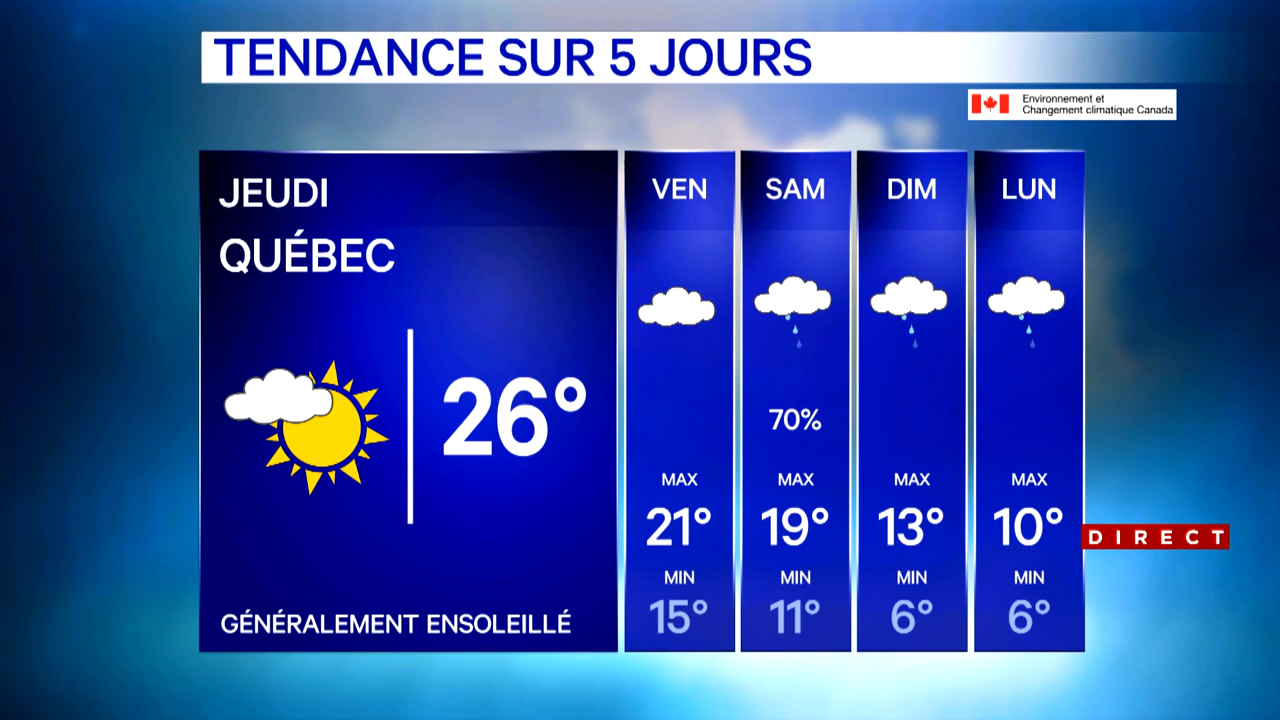 TENDANCE SUR 5 JOURS
Environnement et
Changement climatique Canada
JEUDI
QUÉBEC
26°
GÉNÉRALEMENT ENSOLEILLÉ
VEN
MAX
21°
MIN
15°
SAM
70%
MAX
19°
MIN
11°
DIM
MAX
13°
MIN
6°
LUN
MAX
10°
MIN
6°
DIRECT